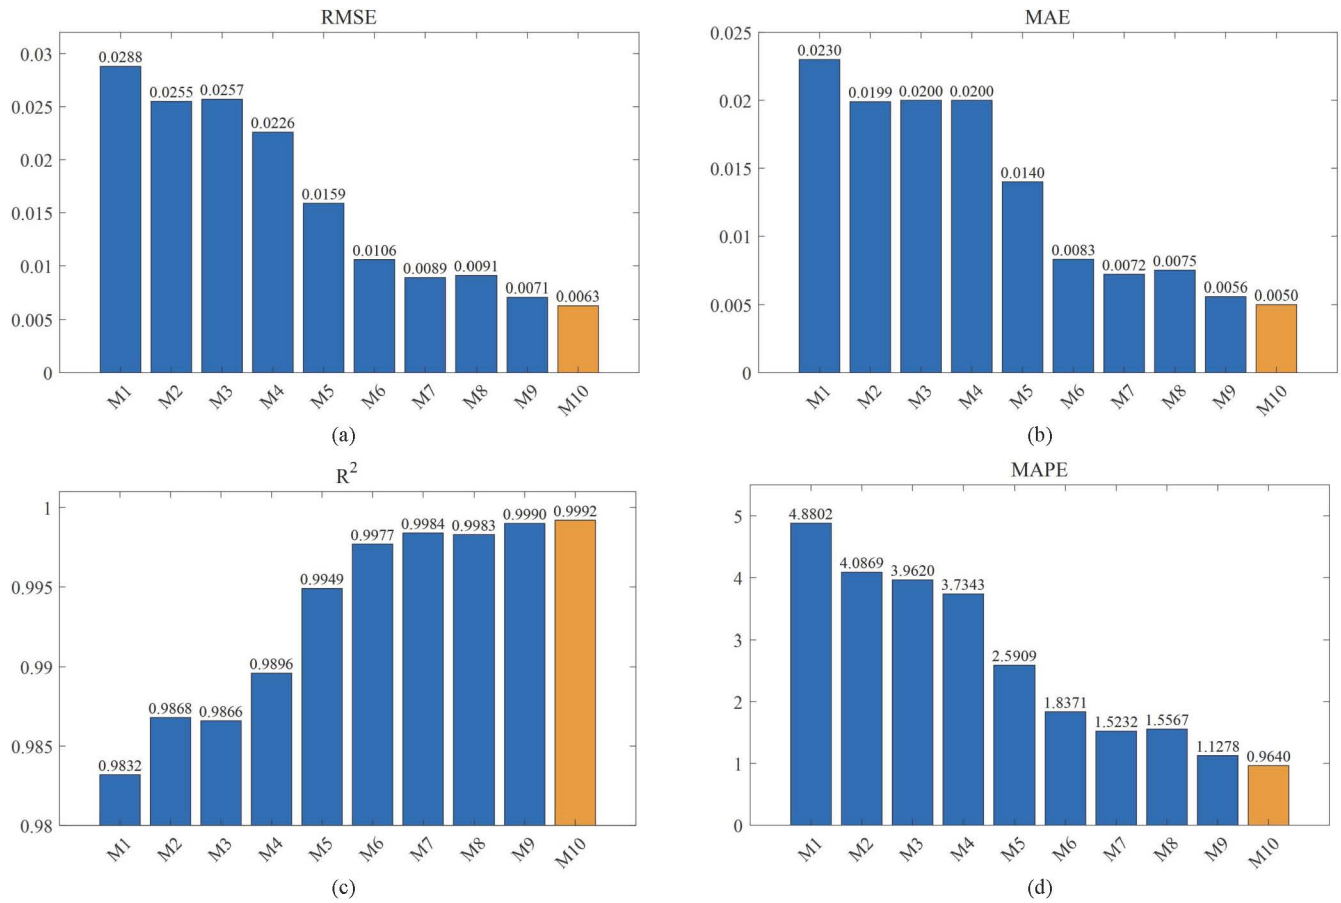 RMSE
0.03
0.025
0.02
0.015
0.01
0.005
0
0.0288
0.0255
0.0257
0.0226
0.0159
0.0106
0.0089
0.0091
0.0071
0.0063
M1
M2
M3
M4
M5
M6
M7
M8
M9
M10
(a)
MAE
0.025
0.02
0.015
0.01
0.005
0
0.0230
0.0199
0.0200
0.0200
0.0140
0.0083
0.0072
0.0075
0.0056
0.0050
M1
M2
M3
M4
M5
M6
M7
M8
M9
M10
(b)
R²
1
0.995
0.99
0.985
0.98
0.9832
0.9868
0.9866
0.9896
0.9949
0.9977
0.9984
0.9983
0.9990
0.9992
M1
M2
M3
M4
M5
M6
M7
M8
M9
M10
(c)
MAPE
5
4
3
2
1
0
4.8802
4.0869
3.9620
3.7343
2.5909
1.8371
1.5232
1.5567
1.1278
0.9640
M1
M2
M3
M4
M5
M6
M7
M8
M9
M10
(d)